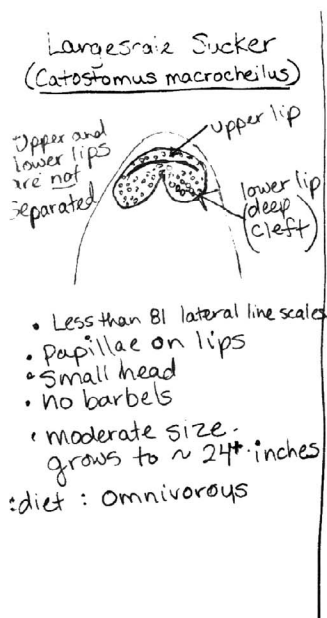 Largescale Sucker
(Catostomus macrocheilus)
Upper and
lower lips
are not
separated
upper lip
lower lip
(deep
cleft)
• Less than 81 lateral line scales
• Papillae on lips
• Small head
• no barbels
• moderate size.
grows to ~ 24+ inches
: diet : omnivorous